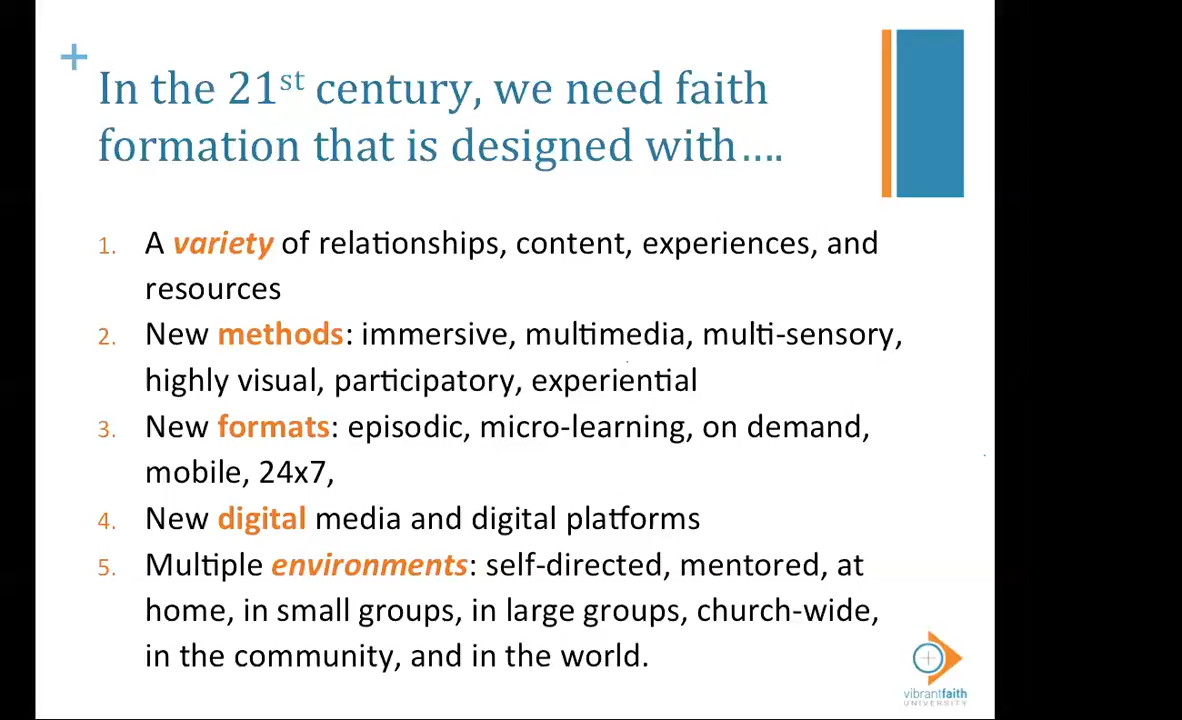 +
In the 21st century, we need faith
formation that is designed with….
1. A variety of relationships, content, experiences, and
resources
2. New methods: immersive, multimedia, multi-sensory,
highly visual, participatory, experiential
3. New formats: episodic, micro-learning, on demand,
mobile, 24x7,
4. New digital media and digital platforms
5. Multiple environments: self-directed, mentored, at
home, in small groups, in large groups, church-wide,
in the community, and in the world.
vibrantfaith
UNIVERSITY